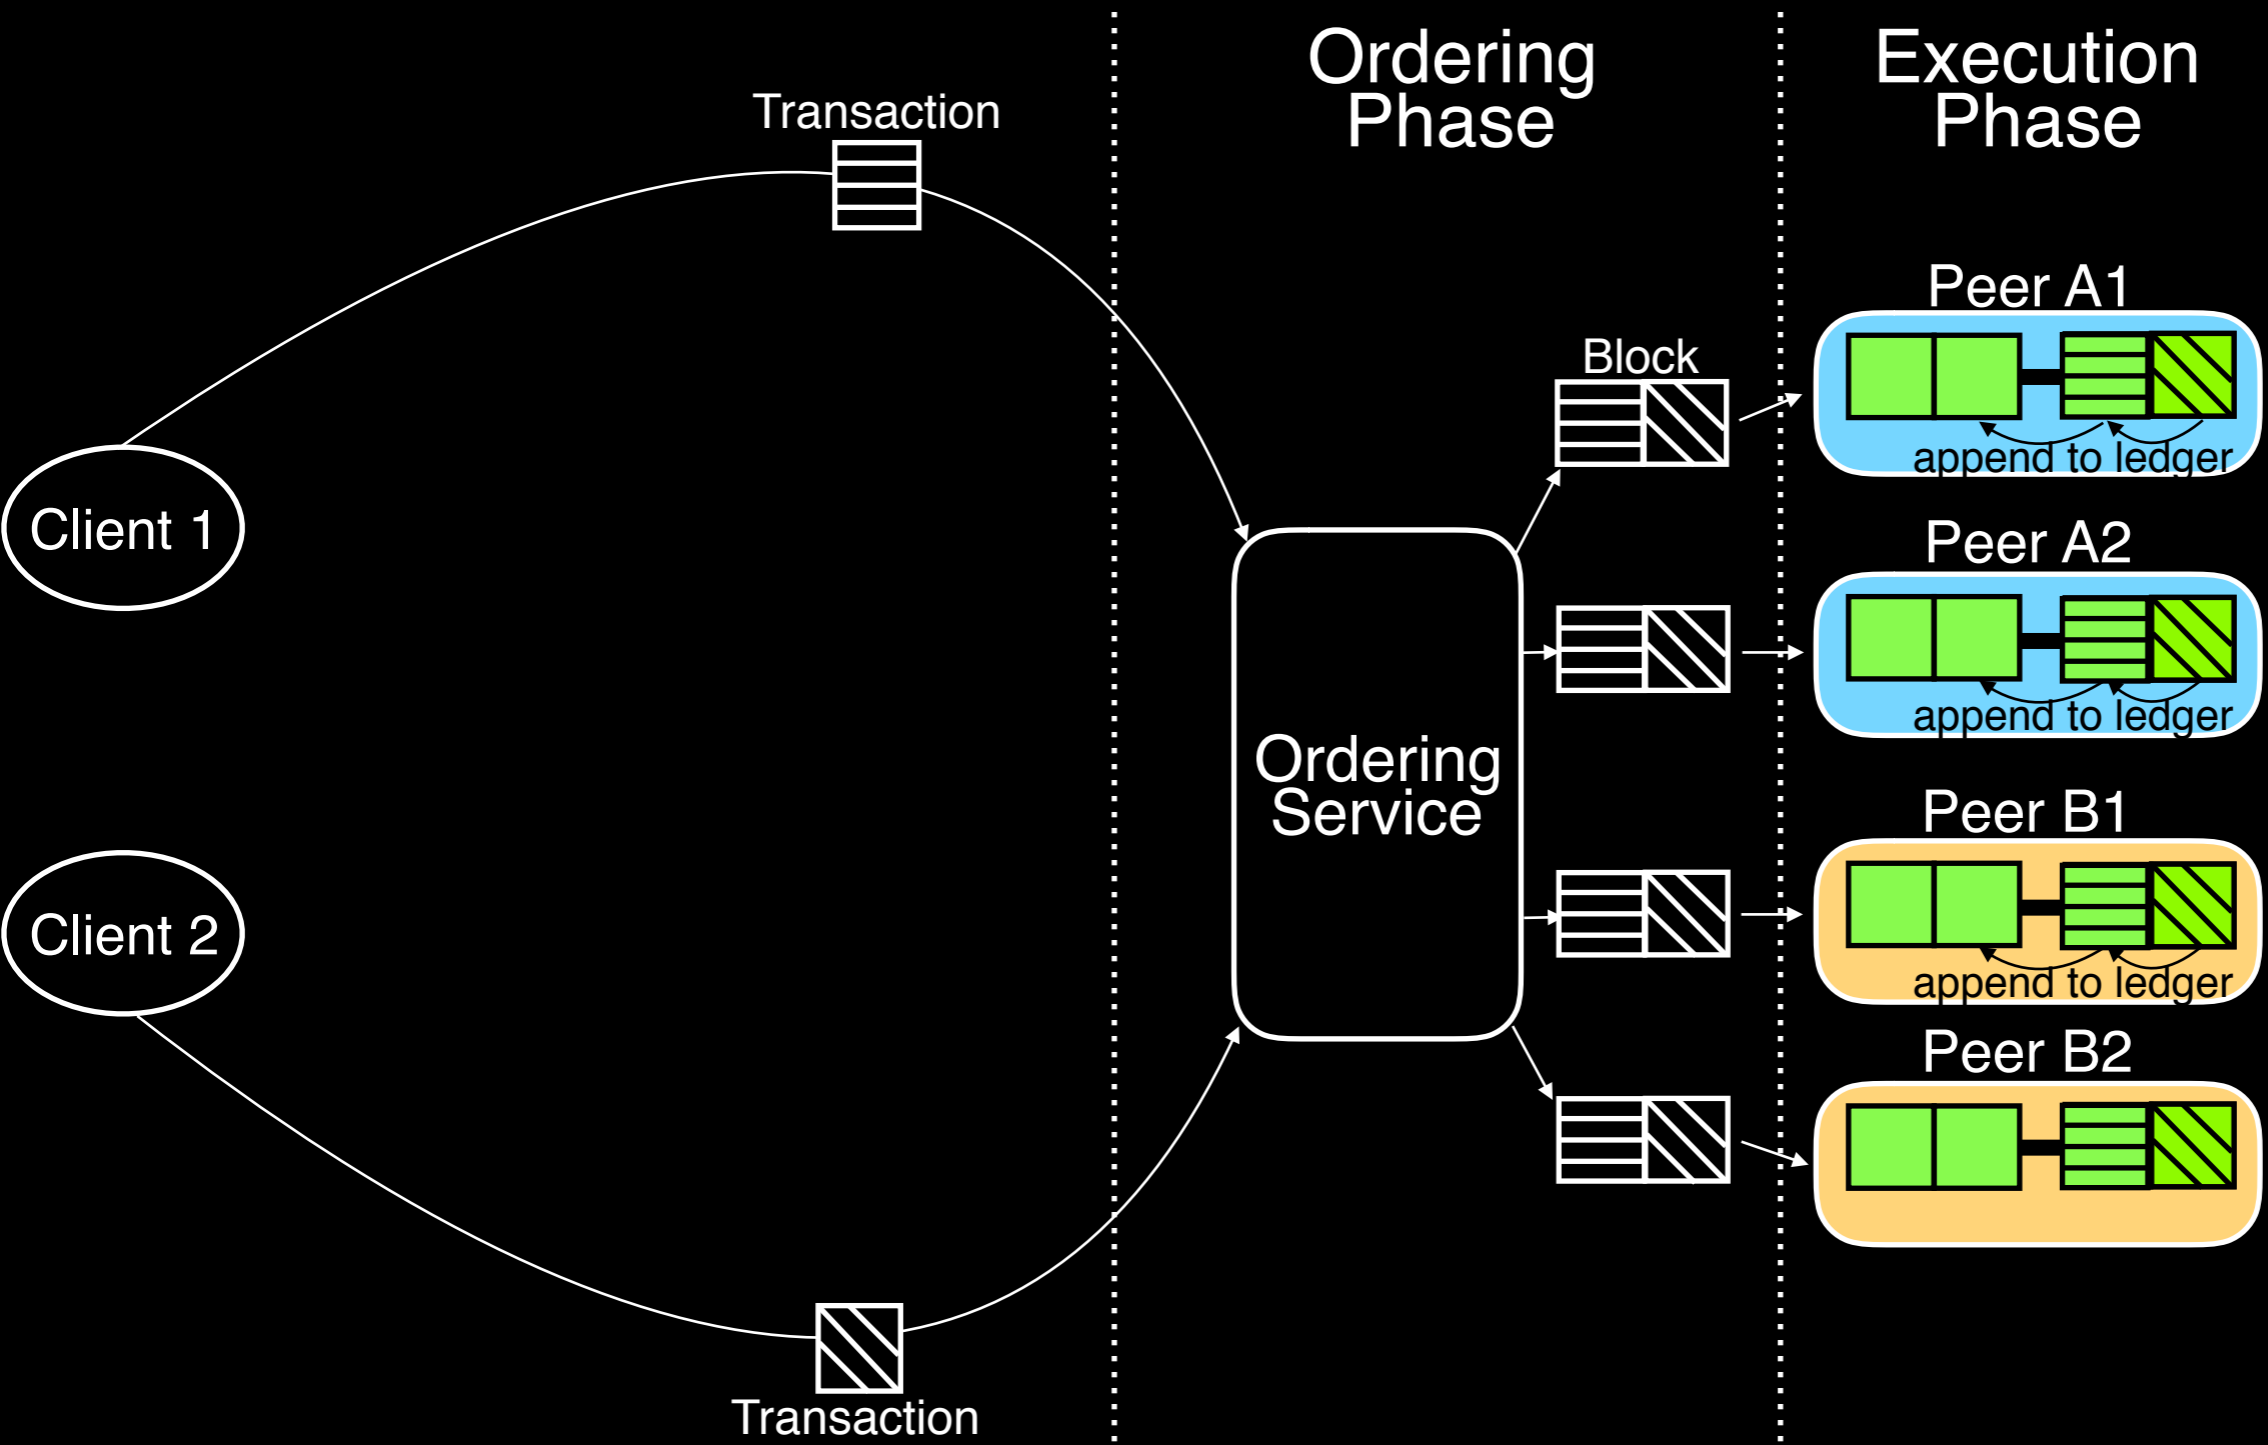 Ordering
Phase
Execution
Phase
Transaction
Peer A1
Block
append to ledger
Client 1
Peer A2
append to ledger
Ordering
Service
Peer B1
Client 2
append to ledger
Peer B2
Transaction